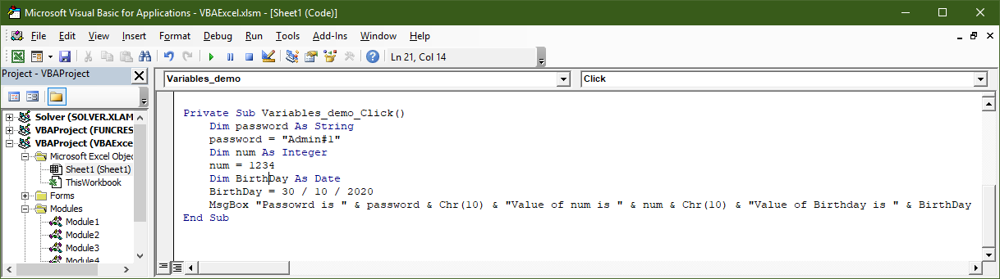 Microsoft Visual Basic for Applications - VBAExcel.xlsm - [Sheet1 (Code)]
File Edit View Insert Format Debug Run Tools Add-Ins Window Help
Ln 21, Col 14
Project - VBAProject
Solver (SOLVER.XLAM
VBAProject (FUNCRES
VBAProject (VBAExce
Microsoft Excel Objec
Sheet1 (Sheet1)
ThisWorkbook
Forms
Modules
Module1
Module2
Module3
Module4
Variables_demo Click
Private Sub Variables_demo_Click()
Dim password As String
password = "Admin#1"
Dim num As Integer
num = 1234
Dim BirthDay As Date
BirthDay = 30 / 10 / 2020
MsgBox "Passowrd is " & password & Chr(10) & "Value of num is " & num & Chr(10) & "Value of Birthday is " & BirthDay
End Sub